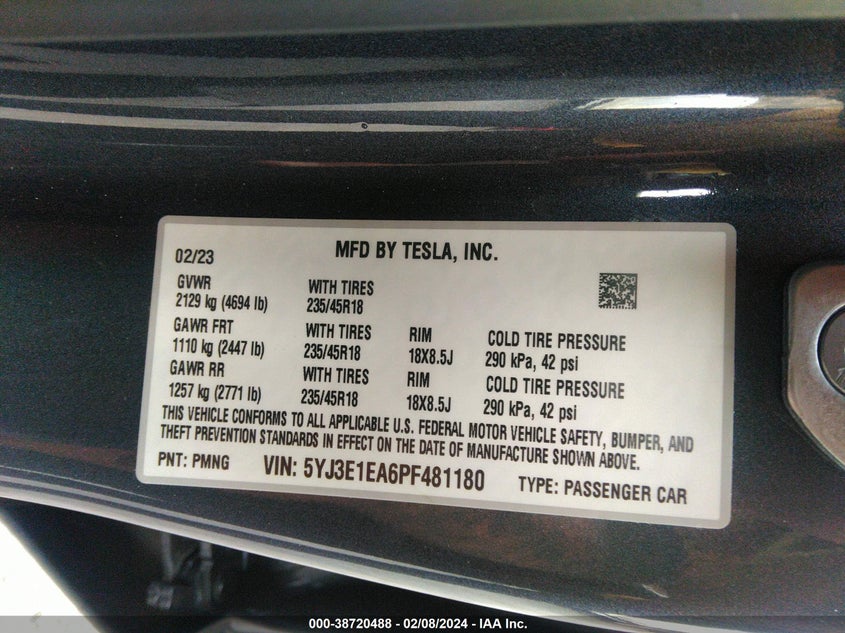 02/23 MFD BY TESLA, INC.
GVWR WITH TIRES
2129 kg (4694 lb) 235/45R18
GAWR FRT WITH TIRES RIM COLD TIRE PRESSURE
1110 kg (2447 lb) 235/45R18 18X8.5J 290 kPa, 42 psi
GAWR RR WITH TIRES RIM COLD TIRE PRESSURE
1257 kg (2771 lb) 235/45R18 18X8.5J 290 kPa, 42 psi
THIS VEHICLE CONFORMS TO ALL APPLICABLE U.S. FEDERAL MOTOR VEHICLE SAFETY, BUMPER, AND
THEFT PREVENTION STANDARDS IN EFFECT ON THE DATE OF MANUFACTURE SHOWN ABOVE.
PNT: PMNG VIN: 5YJ3E1EA6PF481180 TYPE: PASSENGER CAR
000-38720488 - 02/08/2024 - IAA Inc.